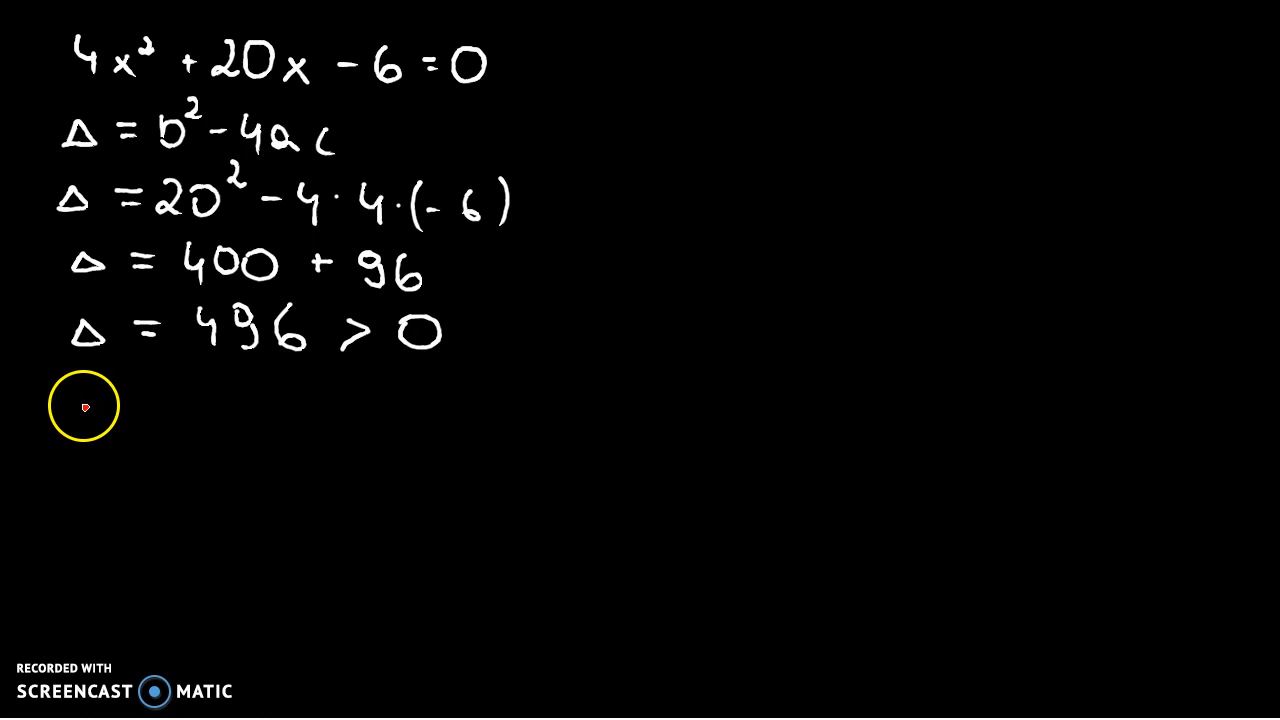 4x² + 20x - 6 = 0
Δ = b² - 4ac
Δ = 20² - 4 · 4 · (- 6)
Δ = 400 + 96
Δ = 496 > 0
RECORDED WITH
SCREENCAST MATIC